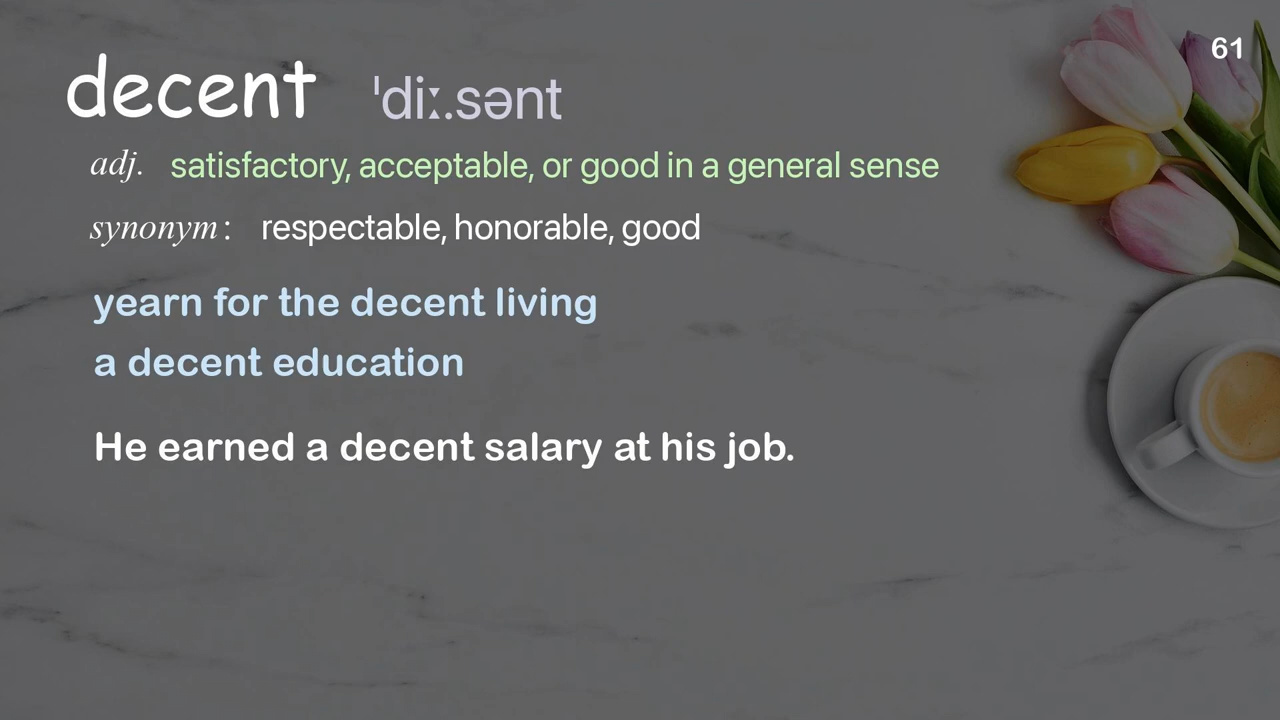 61
decent ˈdiː.sənt
adj. satisfactory, acceptable, or good in a general sense
synonym: respectable, honorable, good
yearn for the decent living
a decent education
He earned a decent salary at his job.